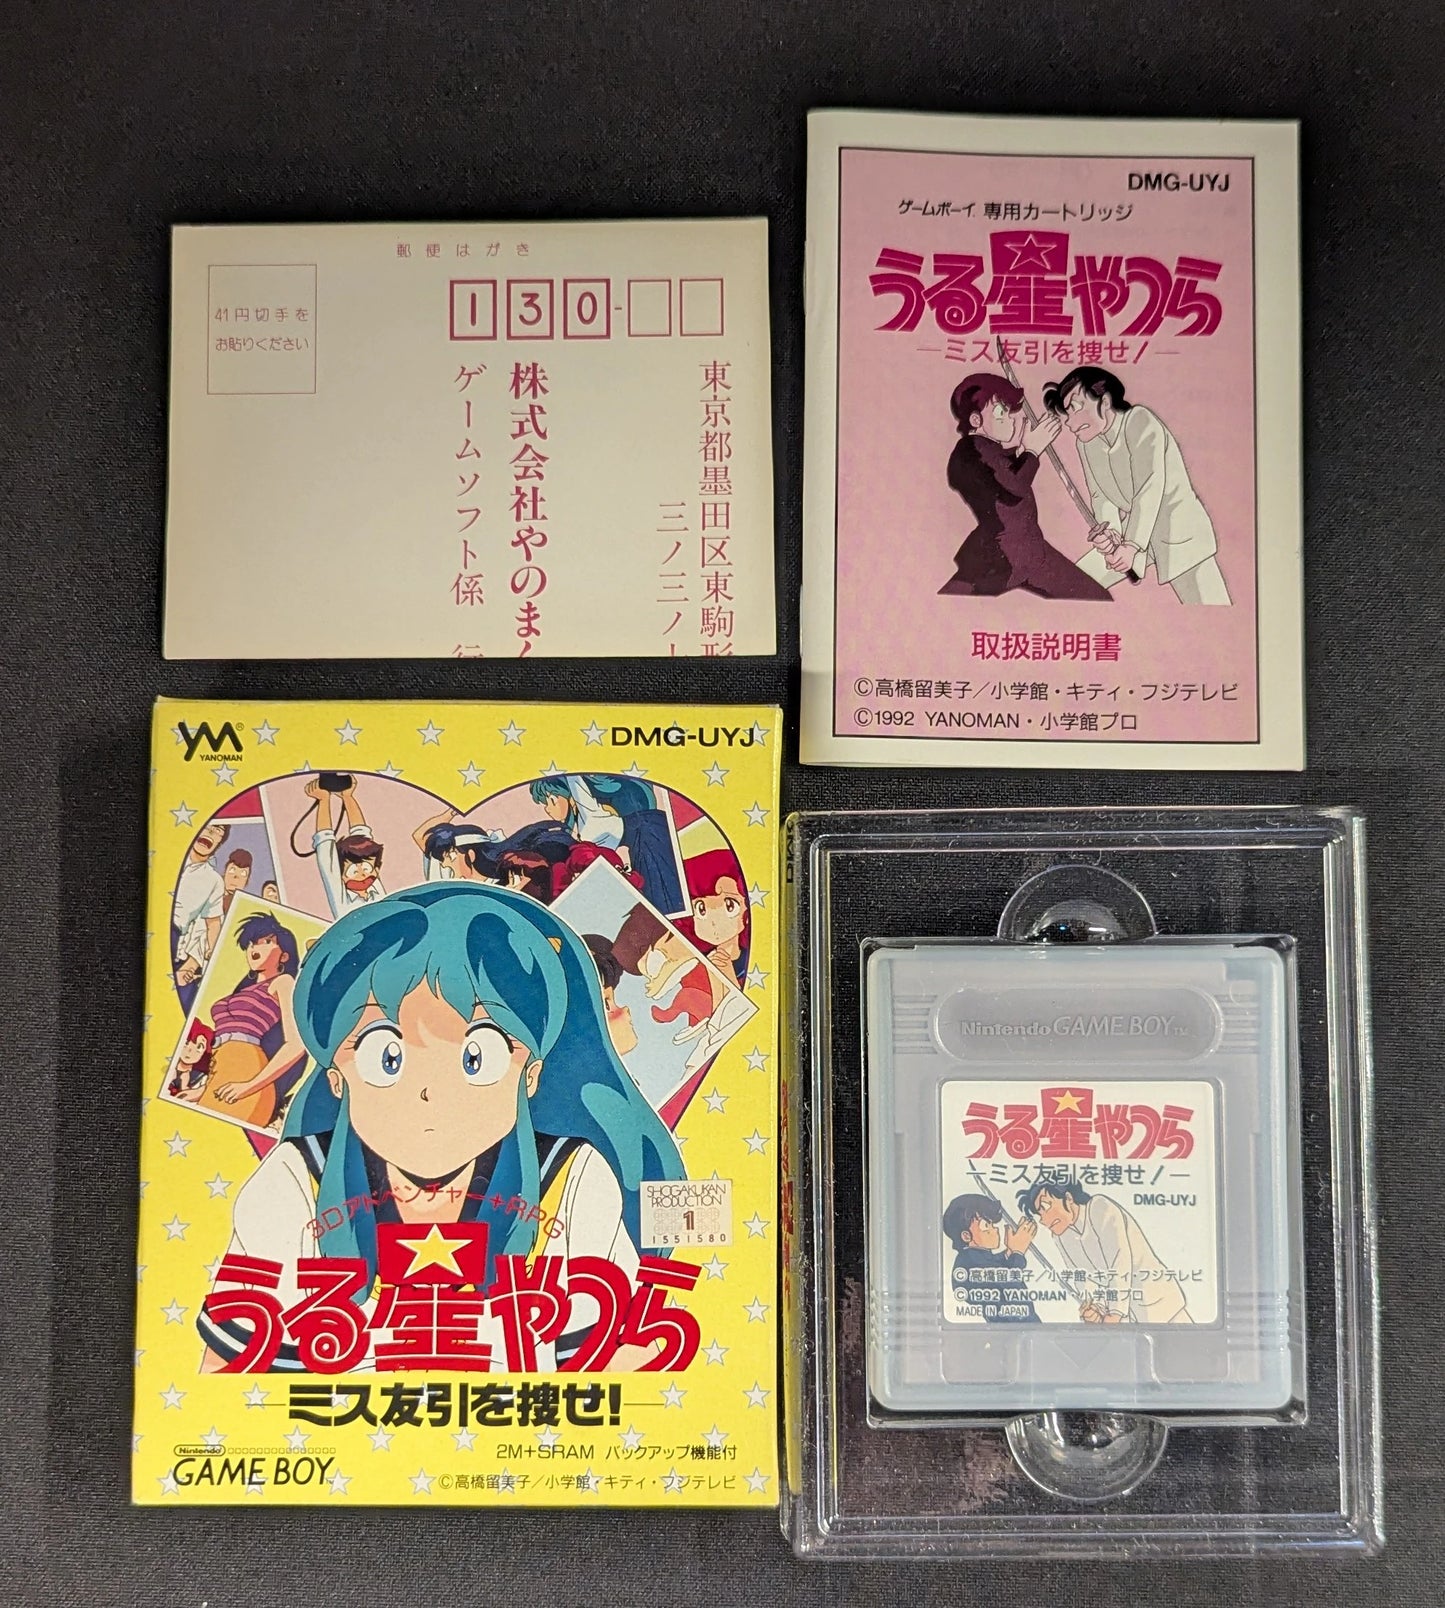 郵便はがき
41円切手を
お貼りください
130-
東京都墨田区東駒形
三ノ三ノ
株式会社やのまん
ゲームソフト係 行
DMG-UYJ
ゲームボーイ 専用カートリッジ
うる星やつら
─ミス友引を捜せ!─
取扱説明書
©高橋留美子/小学館・キティ・フジテレビ
©1992 YANOMAN・小学館プロ
YM®
YANOMAN
DMG-UYJ
3Dアドベンチャー+RPG
SHOGAKUKAN
PRODUCTION
1
1551580
うる星やつら
─ミス友引を捜せ!─
Nintendo
GAME BOY
2M+SRAM バックアップ機能付
©高橋留美子/小学館・キティ・フジテレビ
Nintendo GAME BOY™
うる星やつら
─ミス友引を捜せ!─
DMG-UYJ
©高橋留美子/小学館・キティ・フジテレビ
©1992 YANOMAN・小学館プロ
MADE IN JAPAN